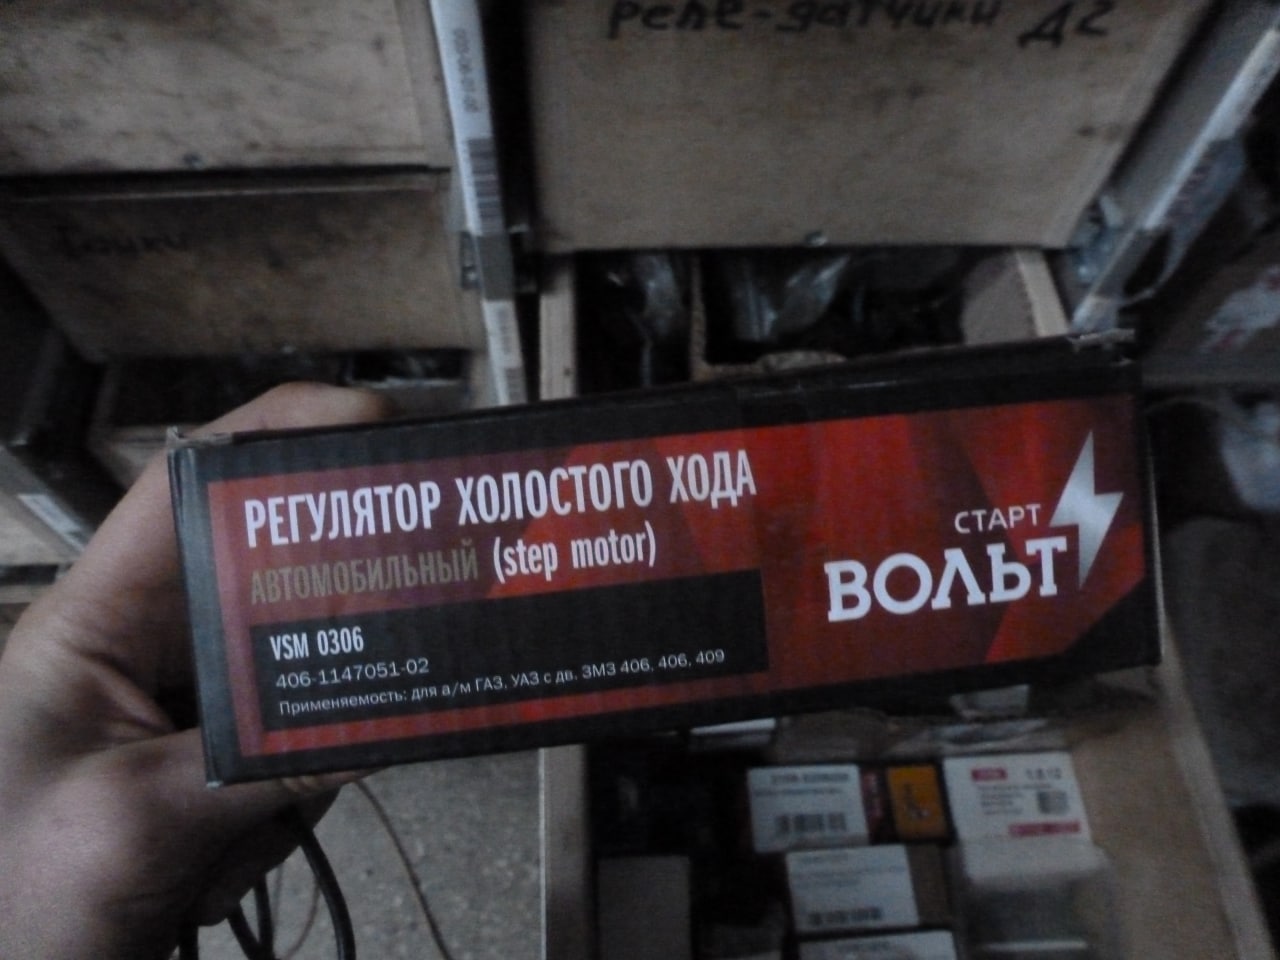 реле-датчики Д2
РЕГУЛЯТОР ХОЛОСТОГО ХОДА
АВТОМОБИЛЬНЫЙ (step motor)
VSM 0306
406-1147051-02
Применяемость: для а/м ГАЗ, УАЗ с дв. ЗМЗ 406, 406, 409
СТАРТ
ВОЛЬТ